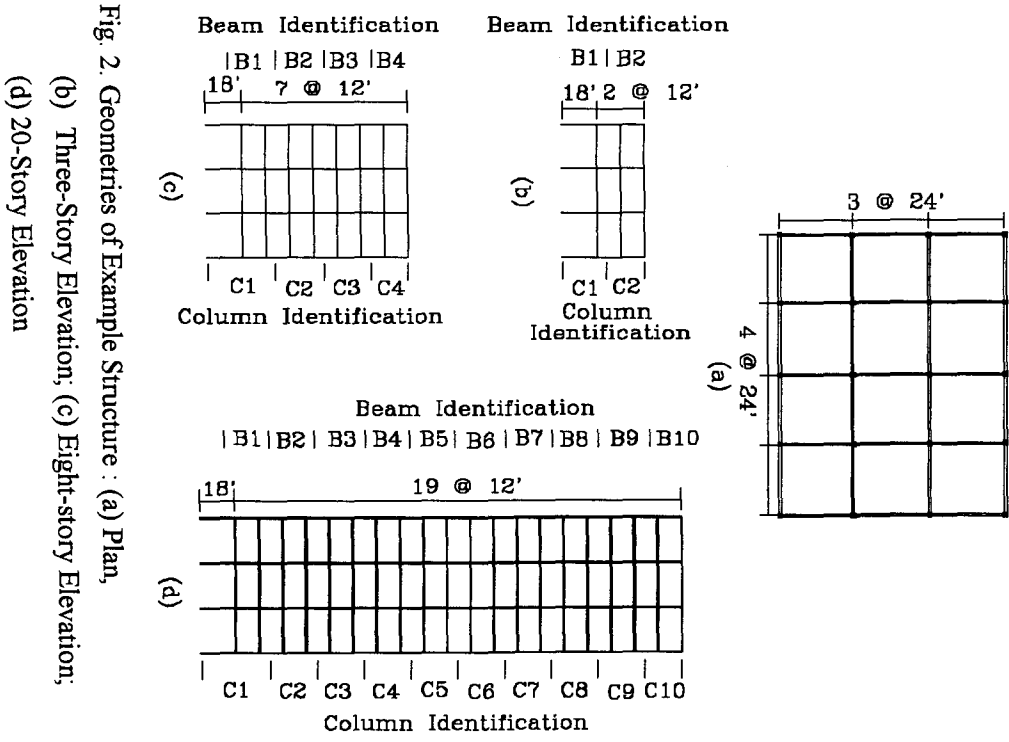 Beam Identification
B1 | B2
18' 2 @ 12'
(b)
C1 | C2
Column
Identification
Beam Identification
|B1 |B2 |B3 |B4
18' 7 @ 12'
(c)
C1 | C2 | C3 | C4
Column Identification
3 @ 24'
4 @ 24'
(a)
Beam Identification
|B1|B2|B3|B4|B5|B6|B7|B8|B9|B10
18' 19 @ 12'
(d)
C1 | C2 | C3 | C4 | C5 | C6 | C7 | C8 | C9 | C10
Column Identification
Fig. 2. Geometries of Example Structure : (a) Plan,
(b) Three-Story Elevation; (c) Eight-story Elevation;
(d) 20-Story Elevation